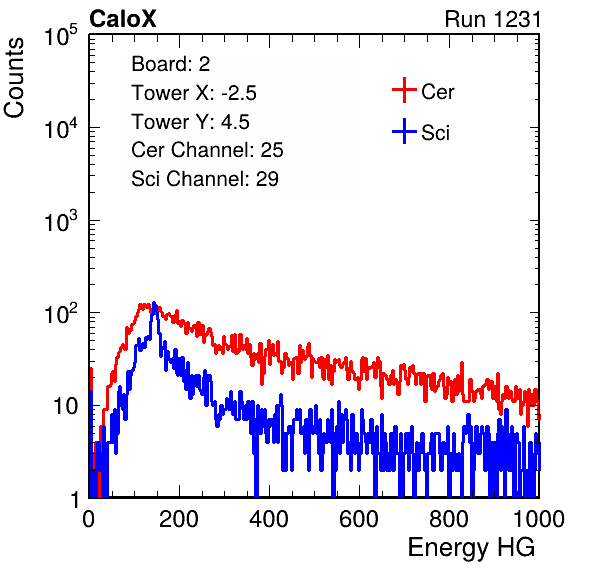 CaloX Run 1231
Counts
Board: 2
Tower X: -2.5
Tower Y: 4.5
Cer Channel: 25
Sci Channel: 29
Cer
Sci
10^5
10^4
10^3
10^2
10
1
0 200 400 600 800 1000
Energy HG